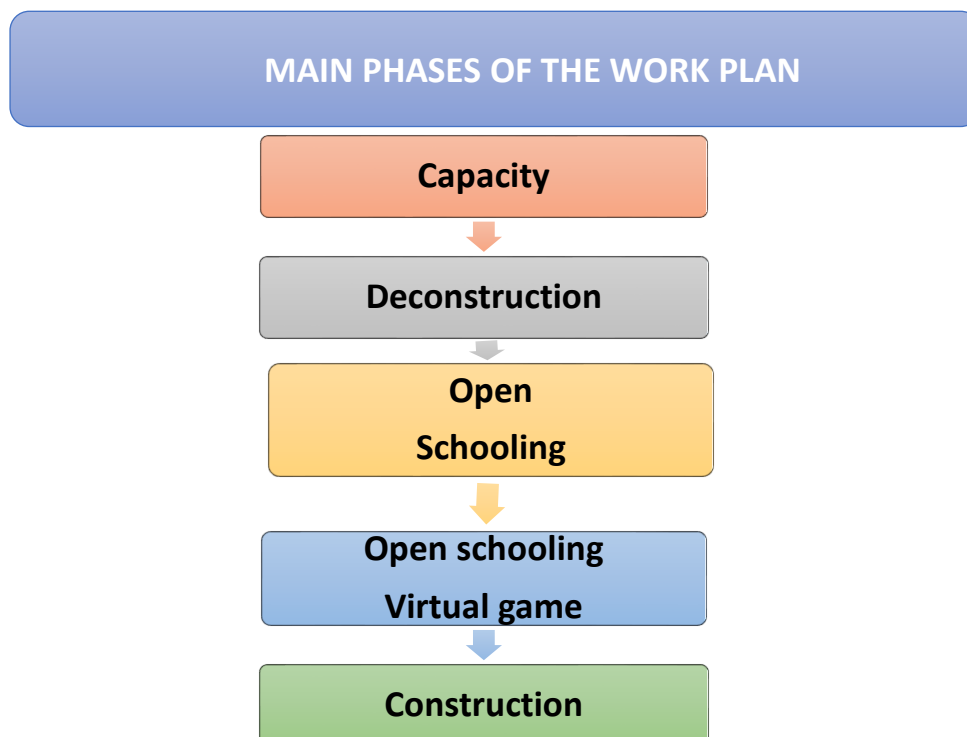 MAIN PHASES OF THE WORK PLAN
Capacity
Deconstruction
Open
Schooling
Open schooling
Virtual game
Construction